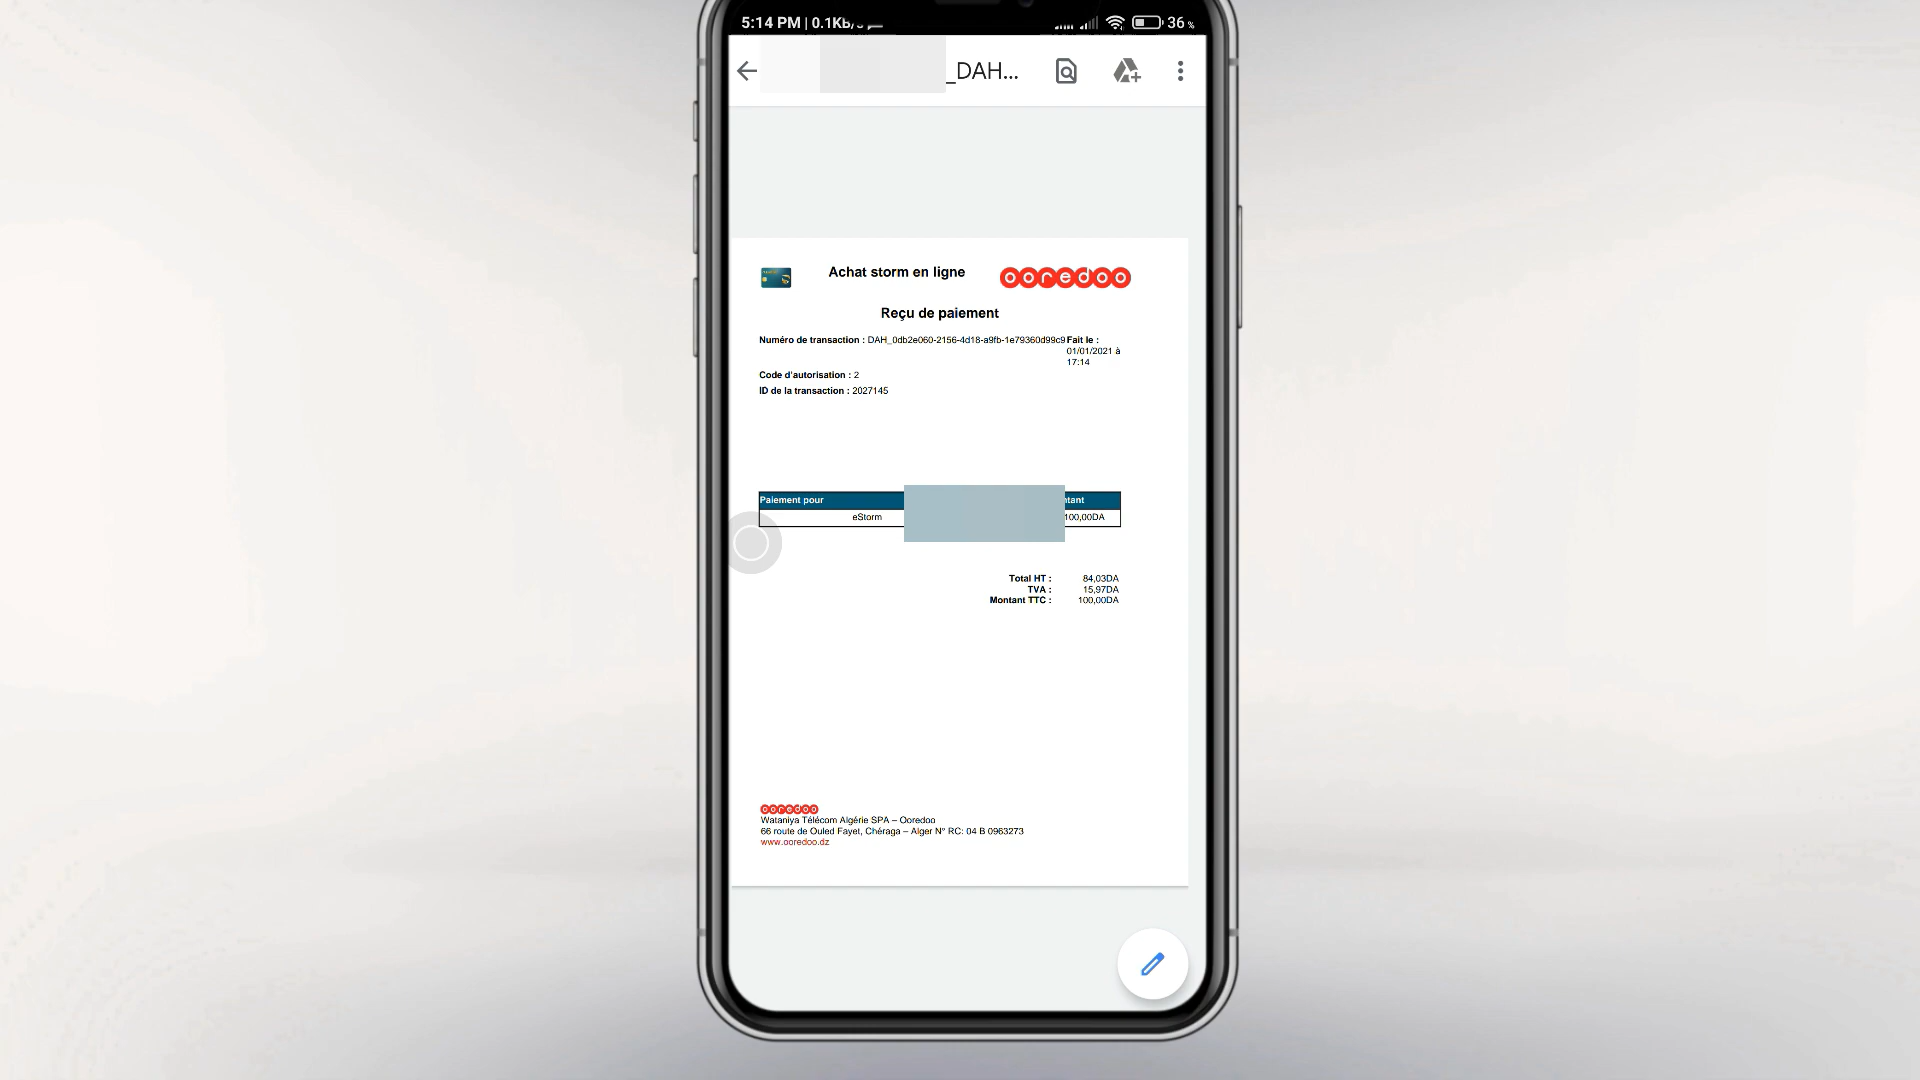 5:14 PM | 0.1KB/s 36%
_DAH...
Achat storm en ligne
ooredoo
Reçu de paiement
Numéro de transaction : DAH_0db2e060-2156-4d18-a9fb-1e79360d99c9 Fait le :
01/01/2021 à
17:14
Code d'autorisation : 2
ID de la transaction : 2027145
Paiement pour ntant
eStorm 100,00DA
Total HT : 84,03DA
TVA : 15,97DA
Montant TTC : 100,00DA
ooredoo
Wataniya Télécom Algérie SPA – Ooredoo
66 route de Ouled Fayet, Chéraga – Alger N° RC: 04 B 0963273
www.ooredoo.dz